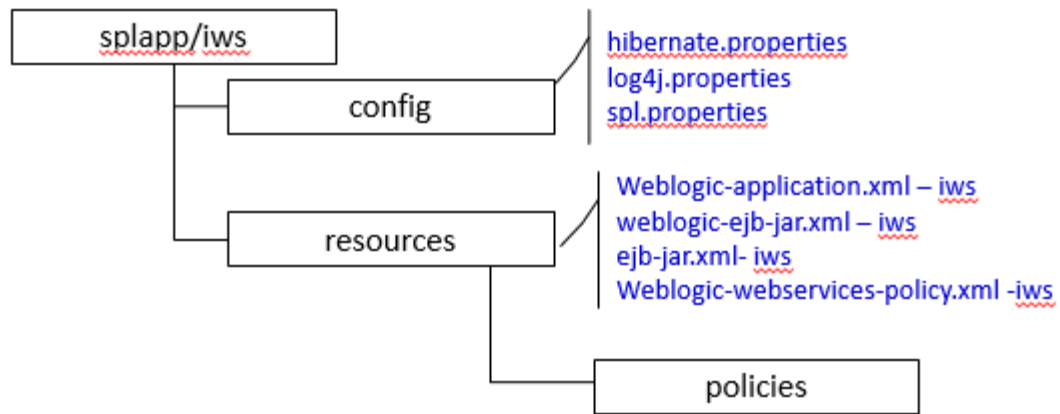 splapp/iws
config
hibernate.properties
log4j.properties
spl.properties
resources
Weblogic-application.xml – iws
weblogic-ejb-jar.xml – iws
ejb-jar.xml- iws
Weblogic-webservices-policy.xml -iws
policies